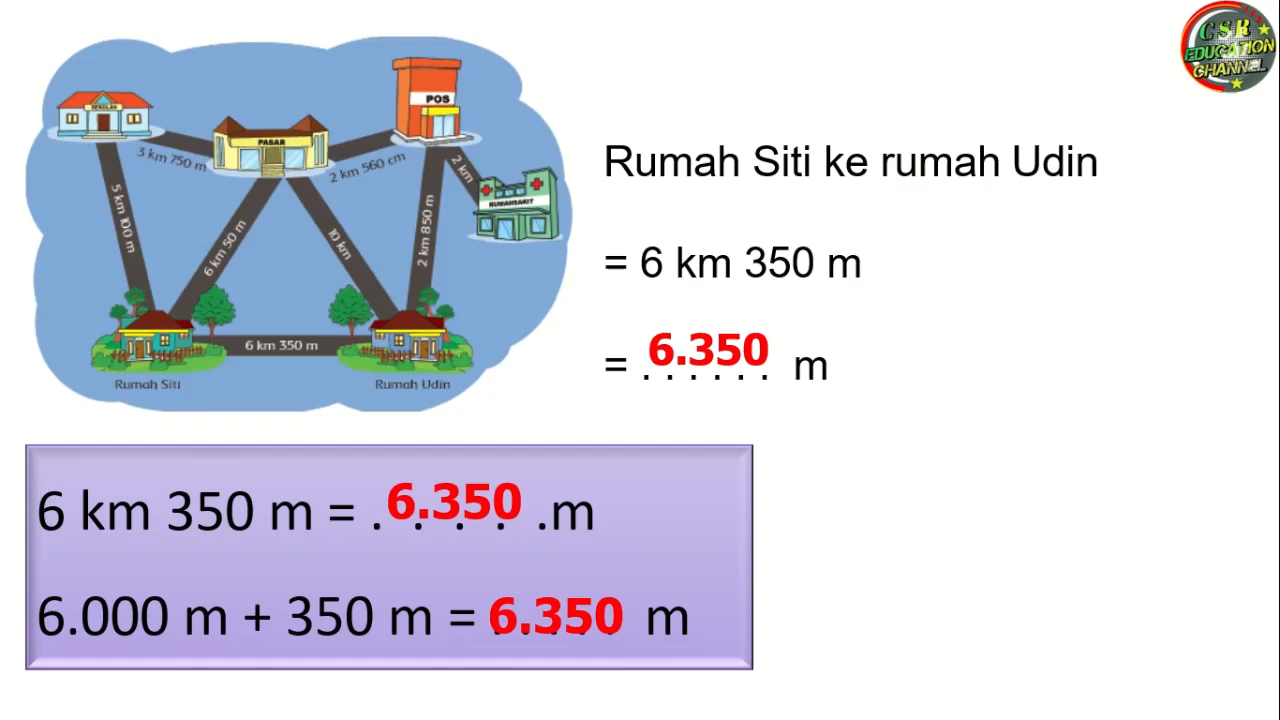 CSR
EDUCATION
CHANNEL
SEKOLAH
PASAR
POS
RUMAHSAKIT
3 km 750 m
2 km 560 cm
2 km
5 km 100 m
6 km 50 m
10 km
2 km 850 m
6 km 350 m
Rumah Siti
Rumah Udin
Rumah Siti ke rumah Udin
= 6 km 350 m
= 6.350 m
6 km 350 m = . 6.350 .m
6.000 m + 350 m = 6.350 m